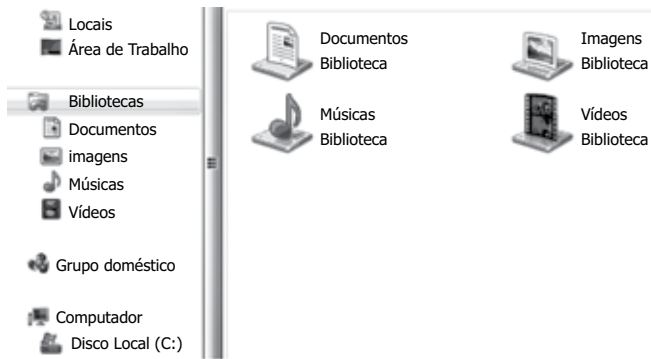 Locais
Área de Trabalho
Bibliotecas
Documentos
imagens
Músicas
Vídeos
Grupo doméstico
Computador
Disco Local (C:)
Documentos
Biblioteca
Imagens
Biblioteca
Músicas
Biblioteca
Vídeos
Biblioteca